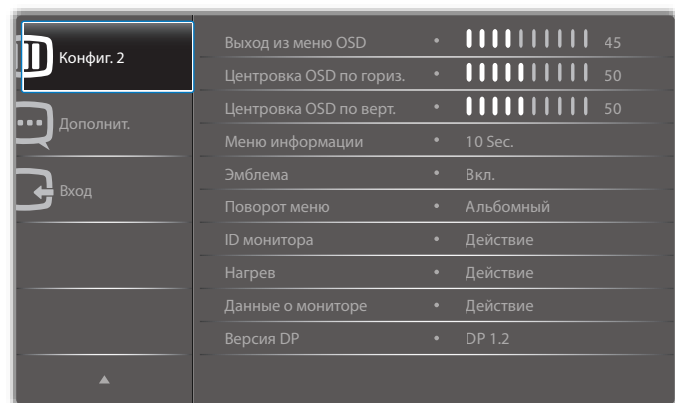 Конфиг. 2
Дополнит.
Вход
Выход из меню OSD • 45
Центровка OSD по гориз. • 50
Центровка OSD по верт. • 50
Меню информации • 10 Sec.
Эмблема • Вкл.
Поворот меню • Альбомный
ID монитора • Действие
Нагрев • Действие
Данные о мониторе • Действие
Версия DP • DP 1.2